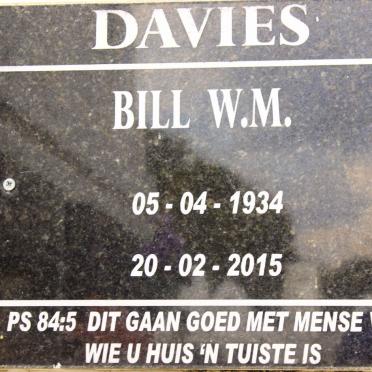 DAVIES
BILL W.M.
05 - 04 - 1934
20 - 02 - 2015
PS 84:5 DIT GAAN GOED MET MENSE
WIE U HUIS 'N TUISTE IS